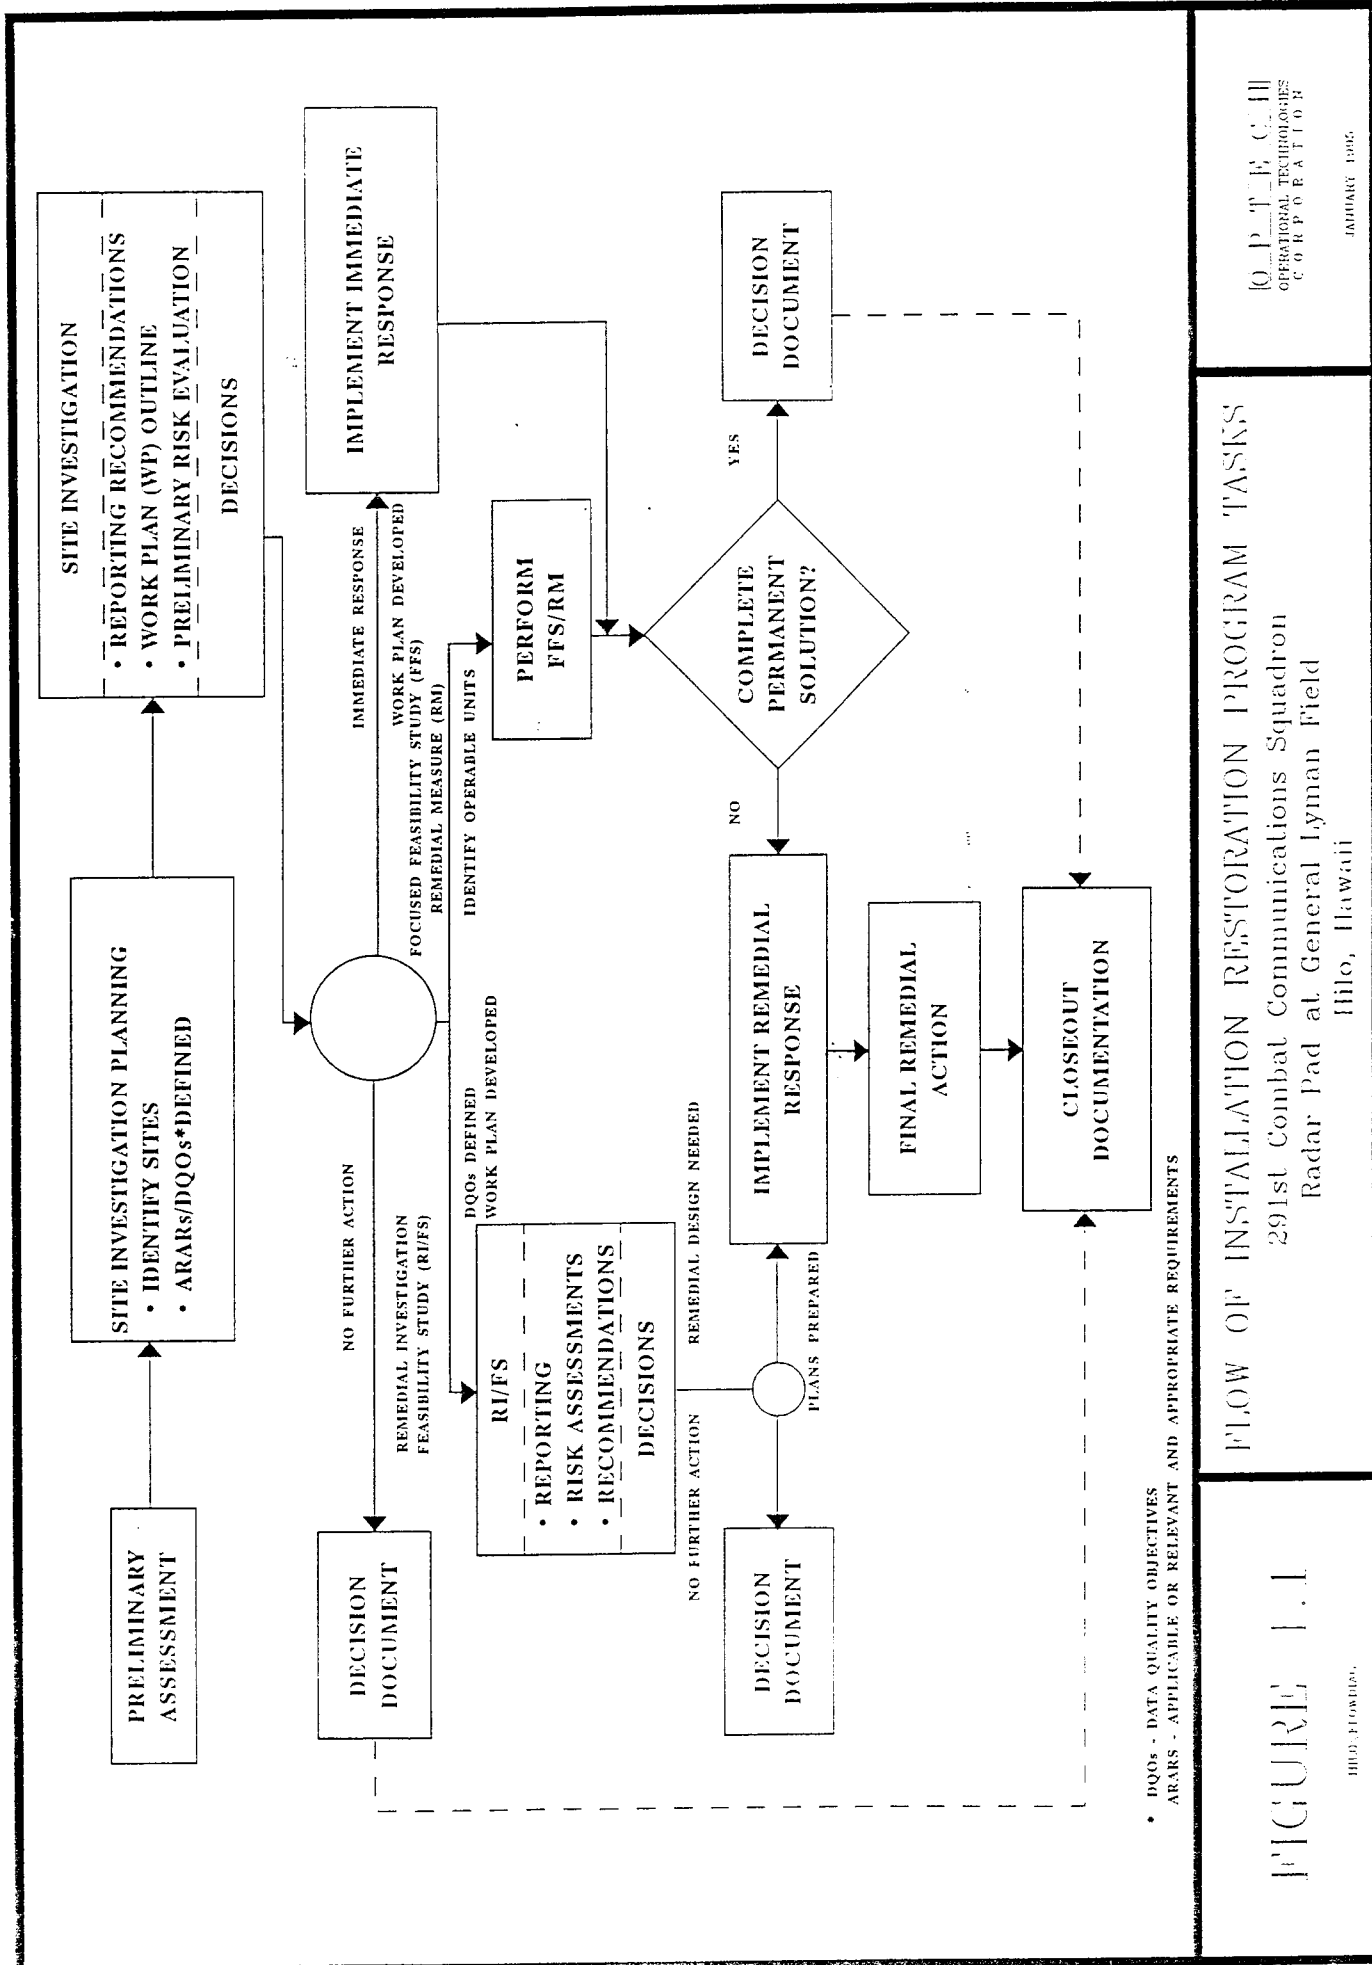 PRELIMINARY
ASSESSMENT
SITE INVESTIGATION PLANNING
• IDENTIFY SITES
• ARARs/DQOs*DEFINED
SITE INVESTIGATION
• REPORTING RECOMMENDATIONS
• WORK PLAN (WP) OUTLINE
• PRELIMINARY RISK EVALUATION
DECISIONS
DECISION
DOCUMENT
NO FURTHER ACTION
IMMEDIATE RESPONSE
IMPLEMENT IMMEDIATE
RESPONSE
REMEDIAL INVESTIGATION
FEASIBILITY STUDY (RI/FS)
WORK PLAN DEVELOPED
FOCUSED FEASIBILITY STUDY (FFS)
REMEDIAL MEASURE (RM)
DQOs DEFINED
WORK PLAN DEVELOPED
IDENTIFY OPERABLE UNITS
RI/FS
• REPORTING
• RISK ASSESSMENTS
• RECOMMENDATIONS
DECISIONS
PERFORM
FFS/RM
NO FURTHER ACTION
REMEDIAL DESIGN NEEDED
COMPLETE
PERMANENT
SOLUTION?
NO
YES
DECISION
DOCUMENT
PLANS PREPARED
IMPLEMENT REMEDIAL
RESPONSE
DECISION
DOCUMENT
FINAL REMEDIAL
ACTION
CLOSEOUT
DOCUMENTATION
• DQOs - DATA QUALITY OBJECTIVES
ARARS - APPLICABLE OR RELEVANT AND APPROPRIATE REQUIREMENTS
FIGURE 1.1
FLOW OF INSTALLATION RESTORATION PROGRAM TASKS
291st Combat Communications Squadron
Radar Pad at General Lyman Field
Hilo, Hawaii
OPTECH
OPERATIONAL TECHNOLOGIES
CORPORATION
JANUARY 1995